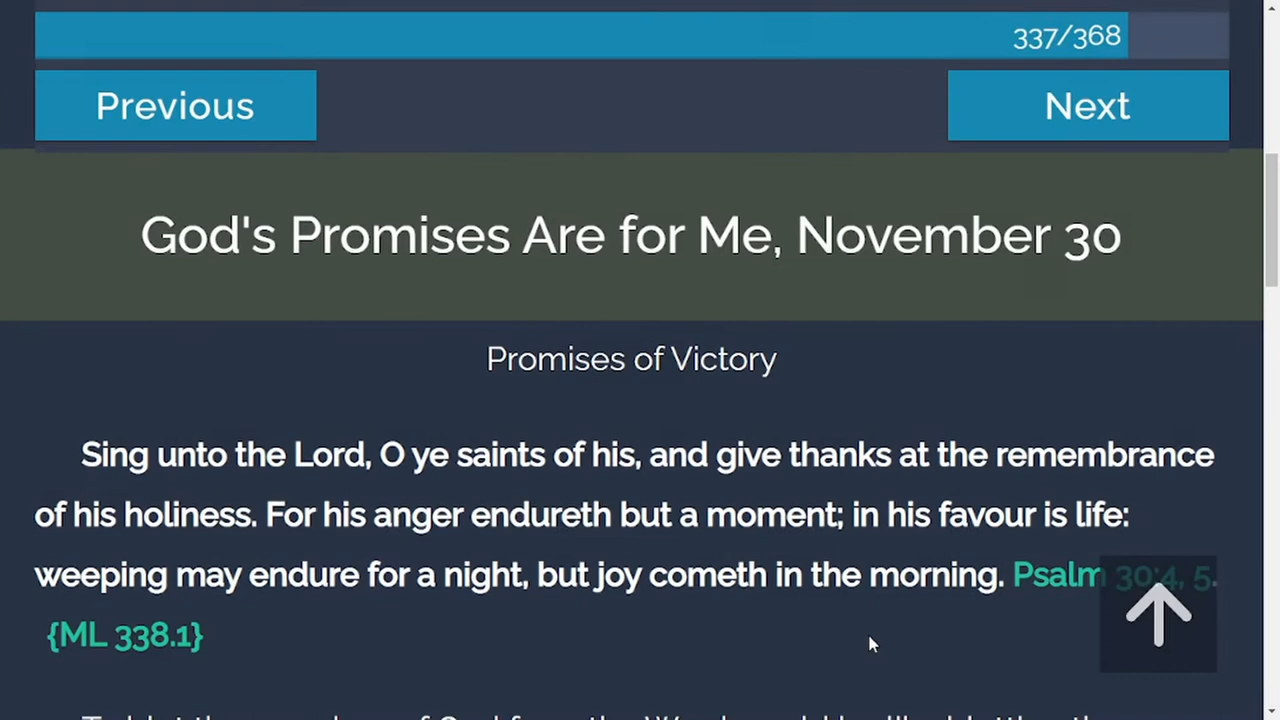 337/368
Previous
Next
God's Promises Are for Me, November 30
Promises of Victory
Sing unto the Lord, O ye saints of his, and give thanks at the remembrance
of his holiness. For his anger endureth but a moment; in his favour is life:
weeping may endure for a night, but joy cometh in the morning. Psalm 30:4, 5.
{ML 338.1}